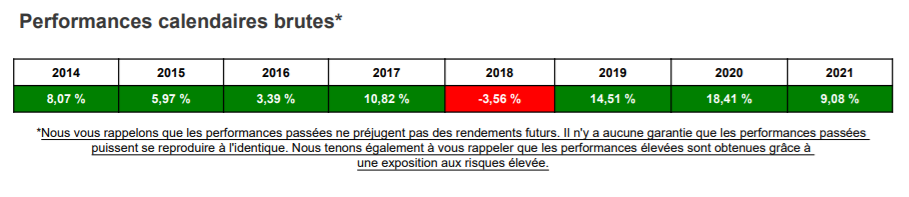 Performances calendaires brutes*
2014 2015 2016 2017 2018 2019 2020 2021
8,07 % 5,97 % 3,39 % 10,82 % -3,56 % 14,51 % 18,41 % 9,08 %
*Nous vous rappelons que les performances passées ne préjugent pas des rendements futurs. Il n'y a aucune garantie que les performances passées
puissent se reproduire à l'identique. Nous tenons également à vous rappeler que les performances élevées sont obtenues grâce à
une exposition aux risques élevée.